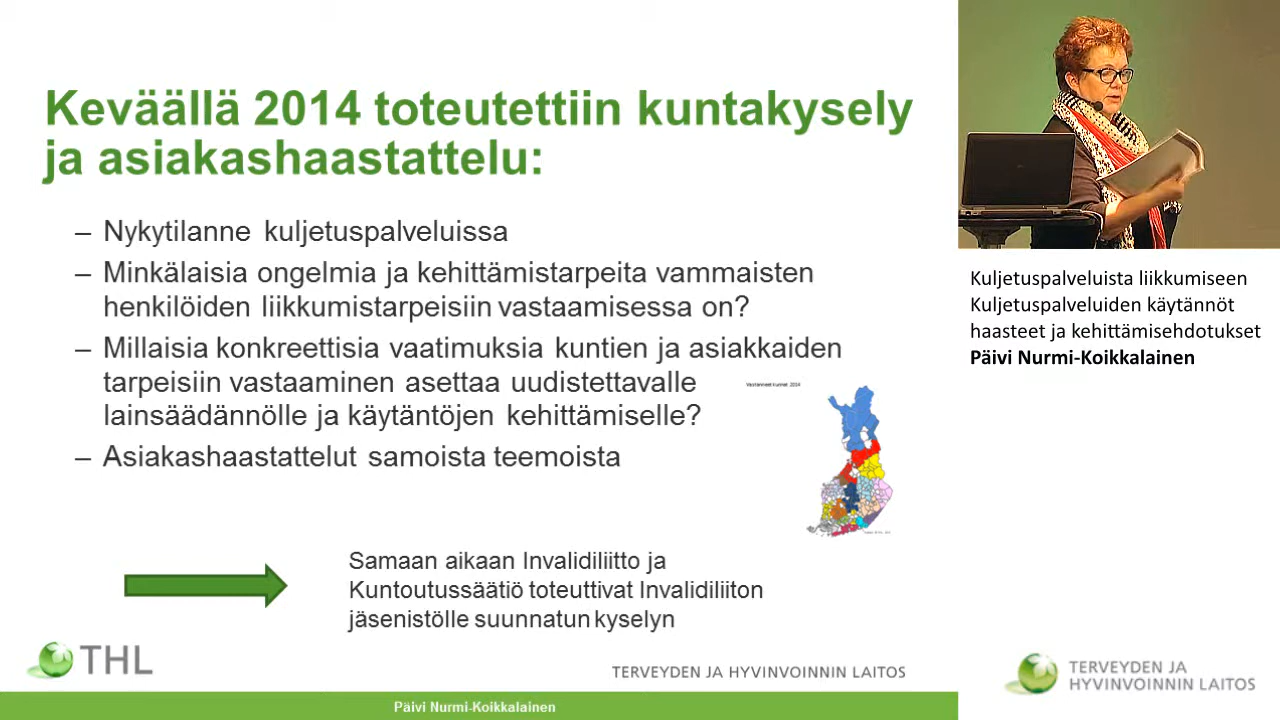 Keväällä 2014 toteutettiin kuntakysely
ja asiakashaastattelu:
– Nykytilanne kuljetuspalveluissa
– Minkälaisia ongelmia ja kehittämistarpeita vammaisten
henkilöiden liikkumistarpeisiin vastaamisessa on?
– Millaisia konkreettisia vaatimuksia kuntien ja asiakkaiden
tarpeisiin vastaaminen asettaa uudistettavalle
lainsäädännölle ja käytäntöjen kehittämiselle?
– Asiakashaastattelut samoista teemoista
Vastanneet kunnat 2014
Samaan aikaan Invalidiliitto ja
Kuntoutussäätiö toteuttivat Invalidiliiton
jäsenistölle suunnatun kyselyn
THL
TERVEYDEN JA HYVINVOINNIN LAITOS
Päivi Nurmi-Koikkalainen
Kuljetuspalveluista liikkumiseen
Kuljetuspalveluiden käytännöt
haasteet ja kehittämisehdotukset
Päivi Nurmi-Koikkalainen
TERVEYDEN JA
HYVINVOINNIN LAITOS